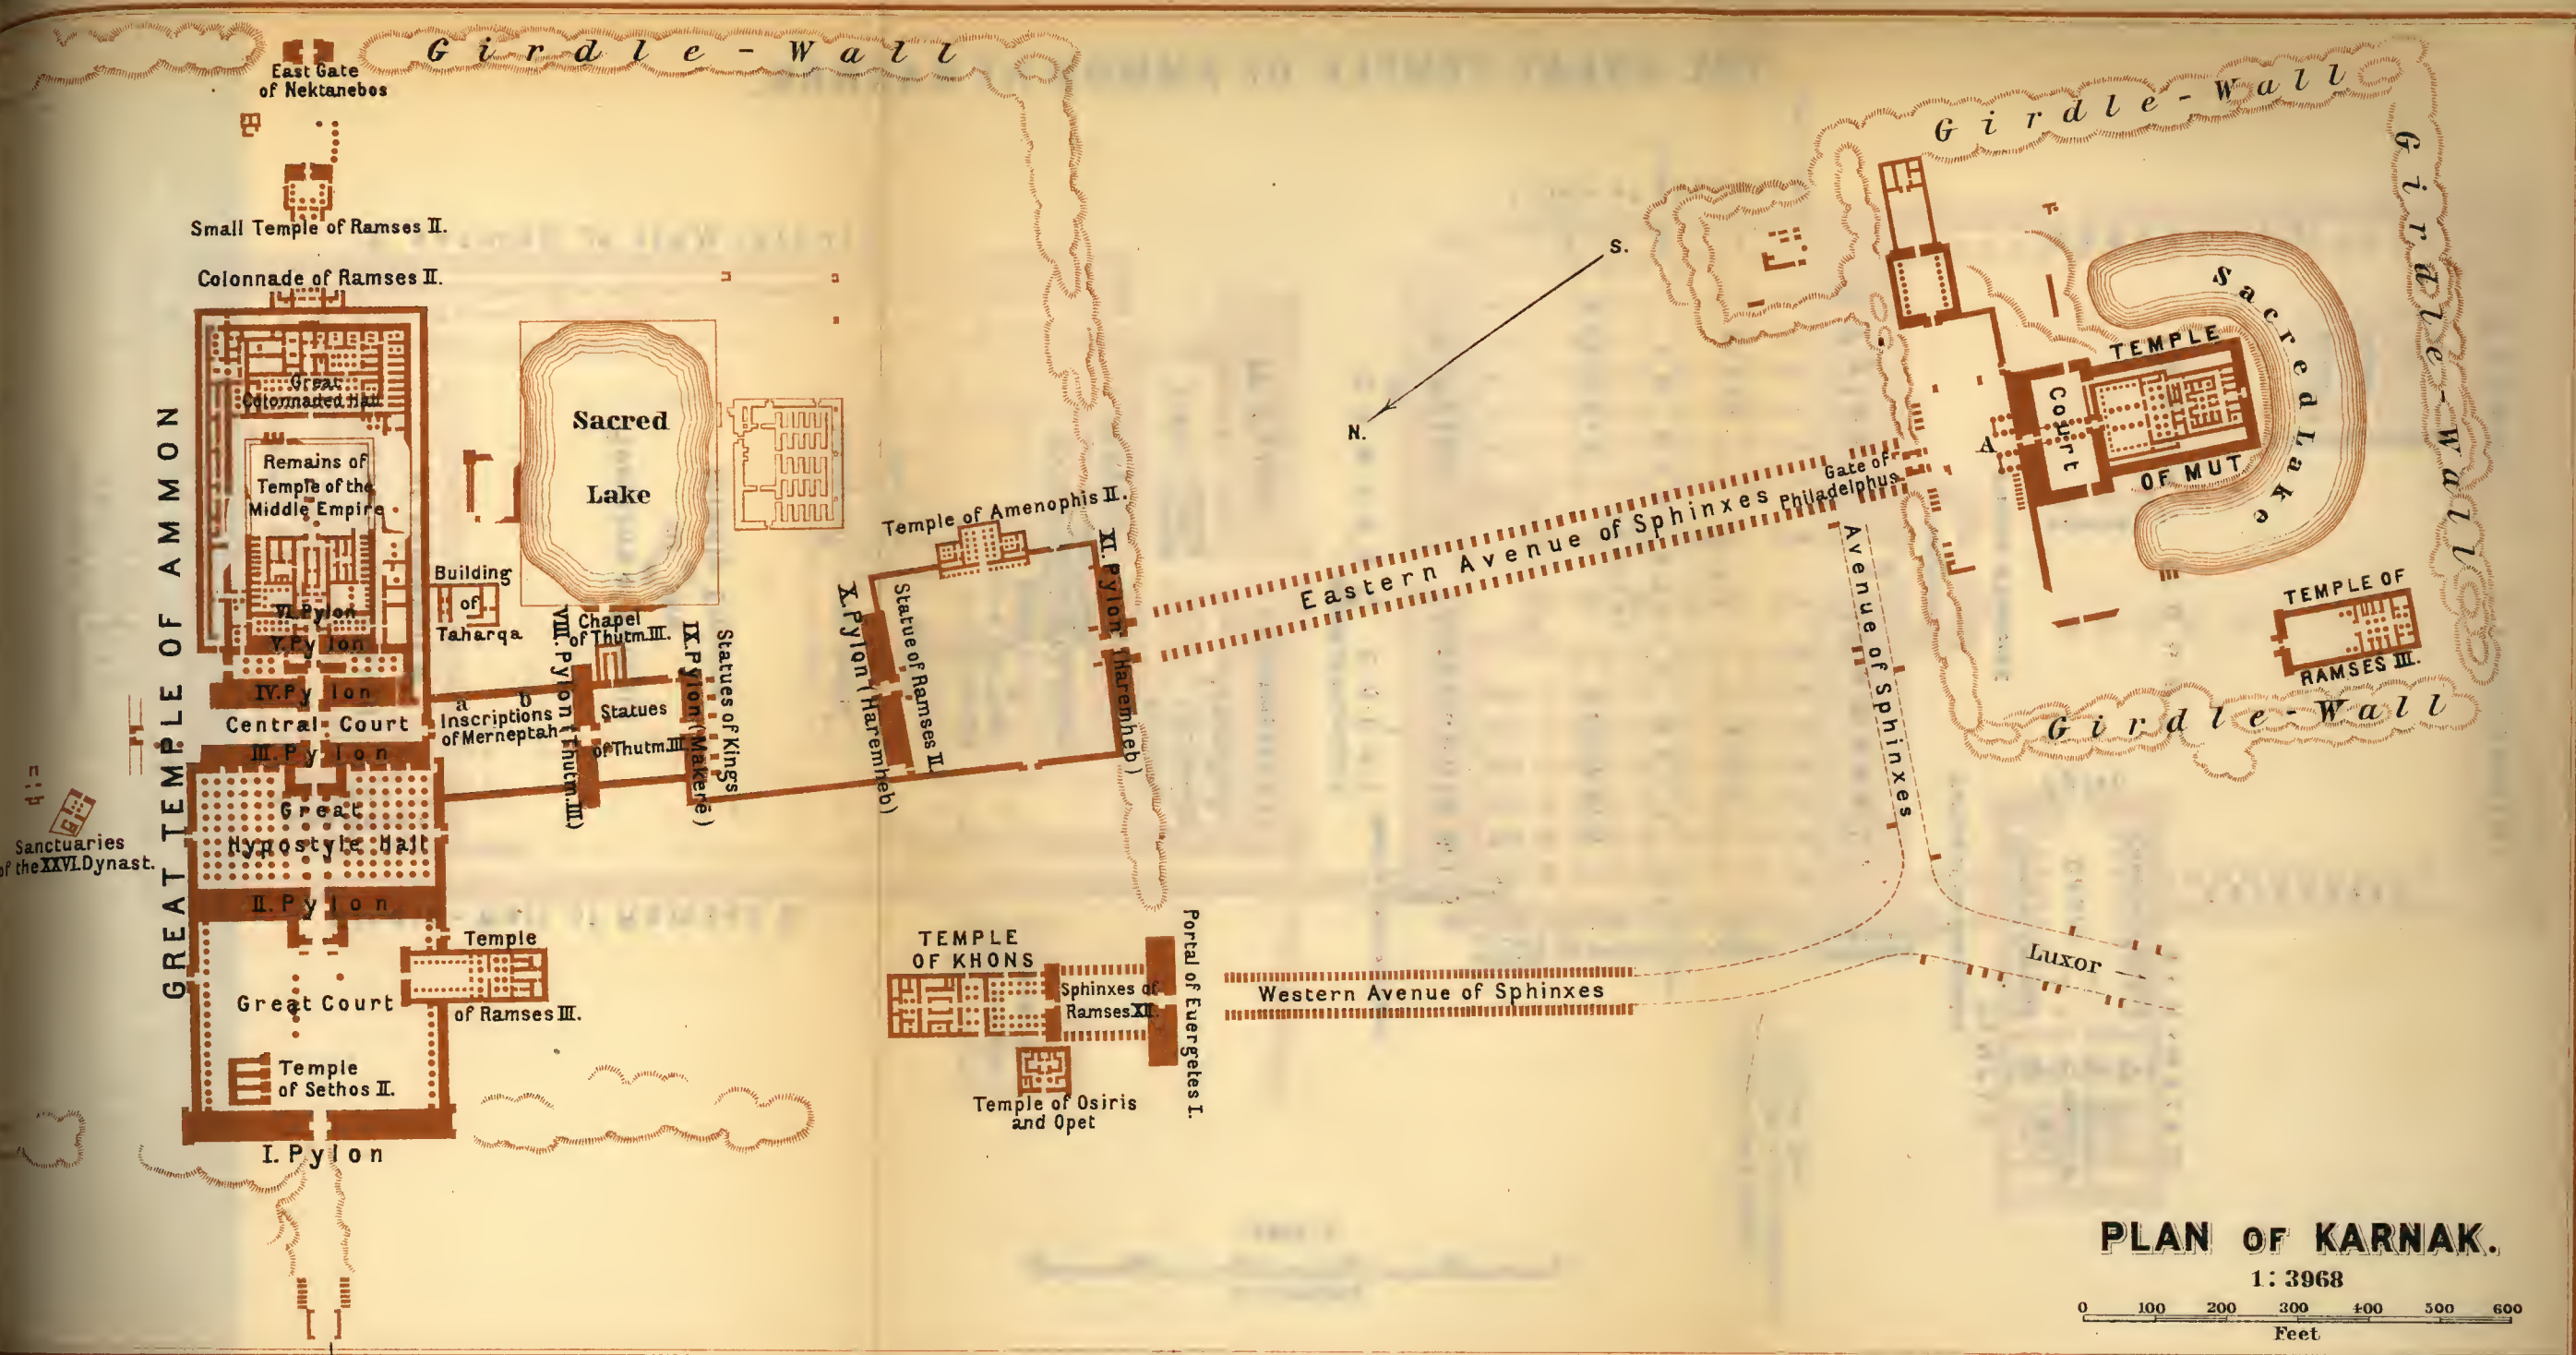 Girdle-Wall
East Gate
of Nektanebos
Small Temple of Ramses II.
Colonnade of Ramses II.
GREAT TEMPLE OF AMMON
Great
Colonnaded Hall
Remains of
Temple of the
Middle Empire
VI. Pylon
V. Pylon
IV. Pylon
Central Court
III. Pylon
Great
Hypostyle Hall
II. Pylon
Great Court
Temple
of Sethos II.
I. Pylon
Sanctuaries
of the XXVI. Dynast.
Temple
of Ramses III.
Sacred
Lake
Building
of
Taharqa
a b
Inscriptions
of Merneptah
VIII. Pylon (Thutm. III)
Chapel
of Thutm. III.
Statues
of Thutm. III
IX. Pylon (Makerē)
Statues of Kings
X. Pylon (Haremheb)
Statue of Ramses II.
Temple of Amenophis II.
XI. Pylon (Haremheb)
TEMPLE
OF KHONS
Sphinxes of
Ramses XII.
Portal of Euergetes I.
Temple of Osiris
and Opet
S.
N.
Eastern Avenue of Sphinxes
Gate of
Philadelphus
Western Avenue of Sphinxes
Avenue of Sphinxes
Luxor
Girdle-Wall
Girdle-Wall
Girdle-Wall
A
Court
TEMPLE
OF MUT
Sacred Lake
TEMPLE OF
RAMSES III.
PLAN OF KARNAK.
1:3968
0 100 200 300 400 500 600
Feet